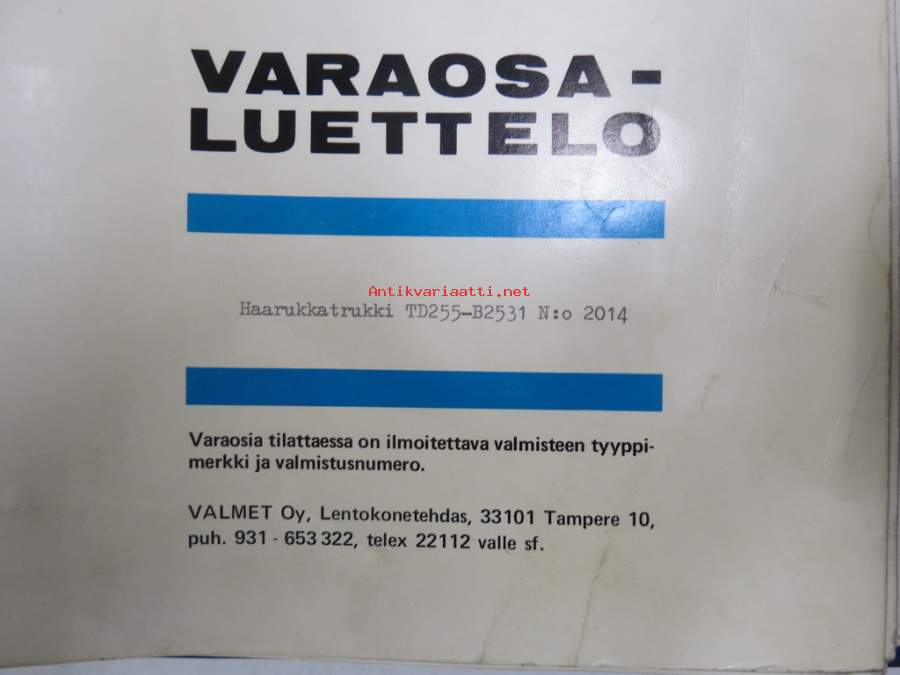 VARAOSA -
LUETTELO
Antikvariaatti.net
Haarukkatrukki TD255-B2531 N:o 2014
Varaosia tilattaessa on ilmoitettava valmisteen tyyppi-
merkki ja valmistusnumero.
VALMET Oy, Lentokonetehdas, 33101 Tampere 10,
puh. 931 - 653 322, telex 22112 valle sf.